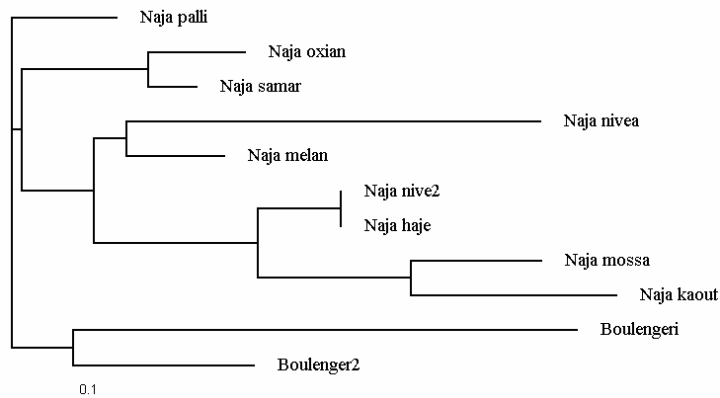 Naja palli
Naja oxian
Naja samar
Naja nivea
Naja melan
Naja nive2
Naja haje
Naja mossa
Naja kaout
Boulengeri
Boulenger2
0.1